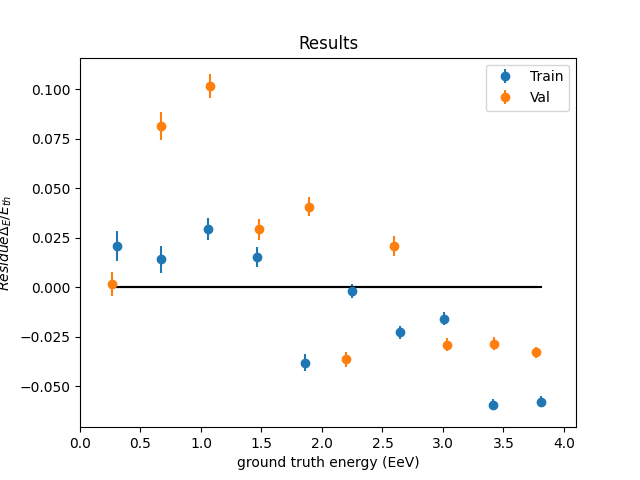 Results
Train
Val
0.100
0.075
0.050
0.025
0.000
−0.025
−0.050
ResidueΔ_E/E_th
0.0 0.5 1.0 1.5 2.0 2.5 3.0 3.5 4.0
ground truth energy (EeV)